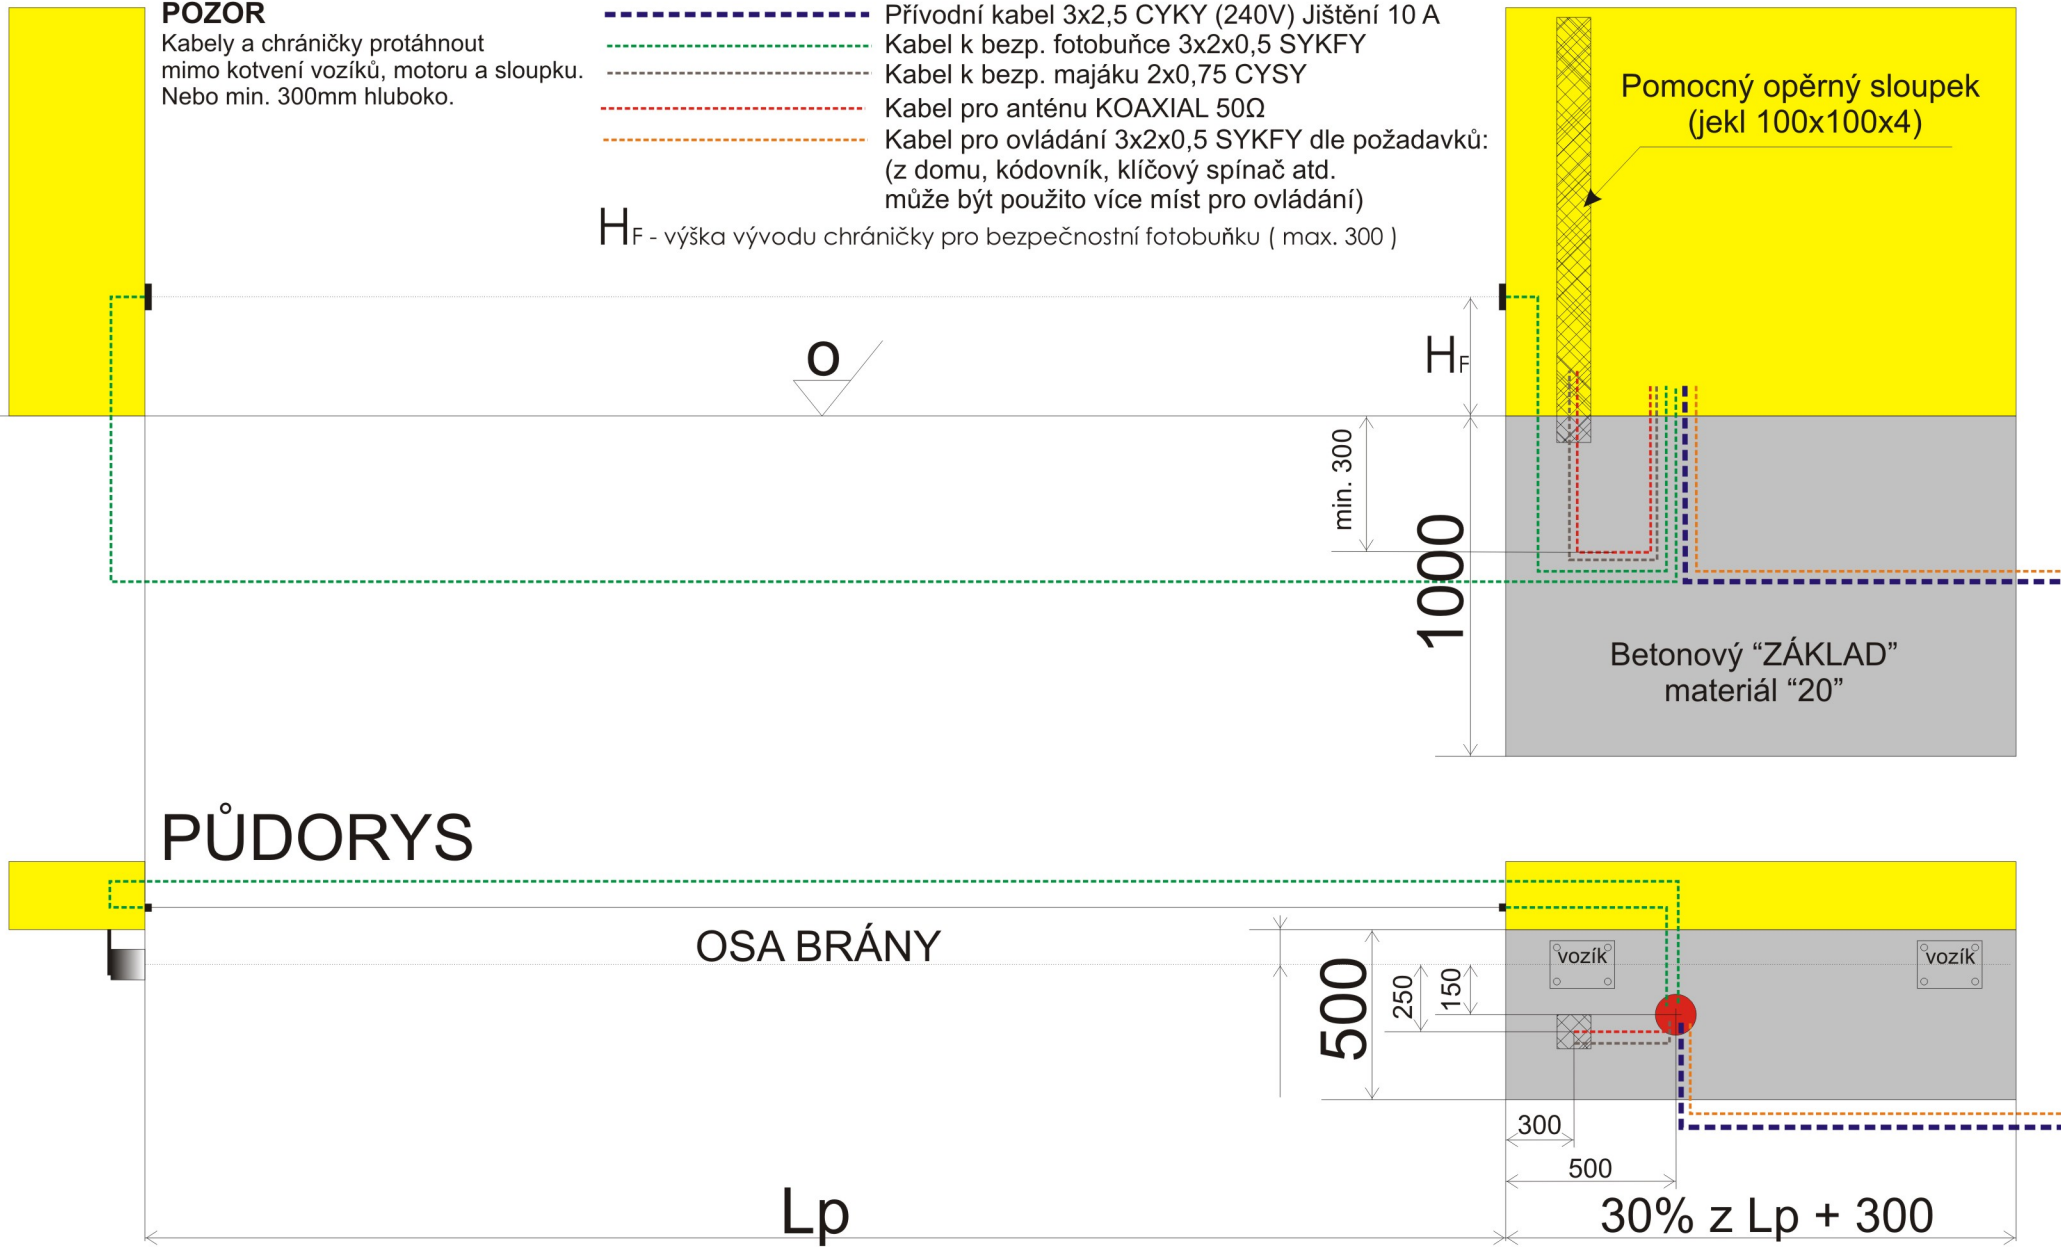 POZOR
Kabely a chráničky protáhnout
mimo kotvení vozíků, motoru a sloupku.
Nebo min. 300mm hluboko.
Přívodní kabel 3x2,5 CYKY (240V) Jištění 10 A
Kabel k bezp. fotobuňce 3x2x0,5 SYKFY
Kabel k bezp. majáku 2x0,75 CYSY
Kabel pro anténu KOAXIAL 50Ω
Kabel pro ovládání 3x2x0,5 SYKFY dle požadavků:
(z domu, kódovník, klíčový spínač atd.
může být použito více míst pro ovládání)
HF - výška vývodu chráničky pro bezpečnostní fotobuňku ( max. 300 )
Pomocný opěrný sloupek
(jekl 100x100x4)
O
HF
min. 300
1000
Betonový “ZÁKLAD”
materiál “20”
PŮDORYS
OSA BRÁNY
vozík
vozík
500
250
150
300
500
Lp
30% z Lp + 300